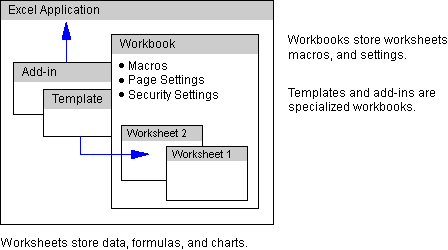 Excel Application
Workbook
• Macros
• Page Settings
• Security Settings
Add-in
Template
Worksheet 2
Worksheet 1
Workbooks store worksheets
macros, and settings.
Templates and add-ins are
specialized workbooks.
Worksheets store data, formulas, and charts.